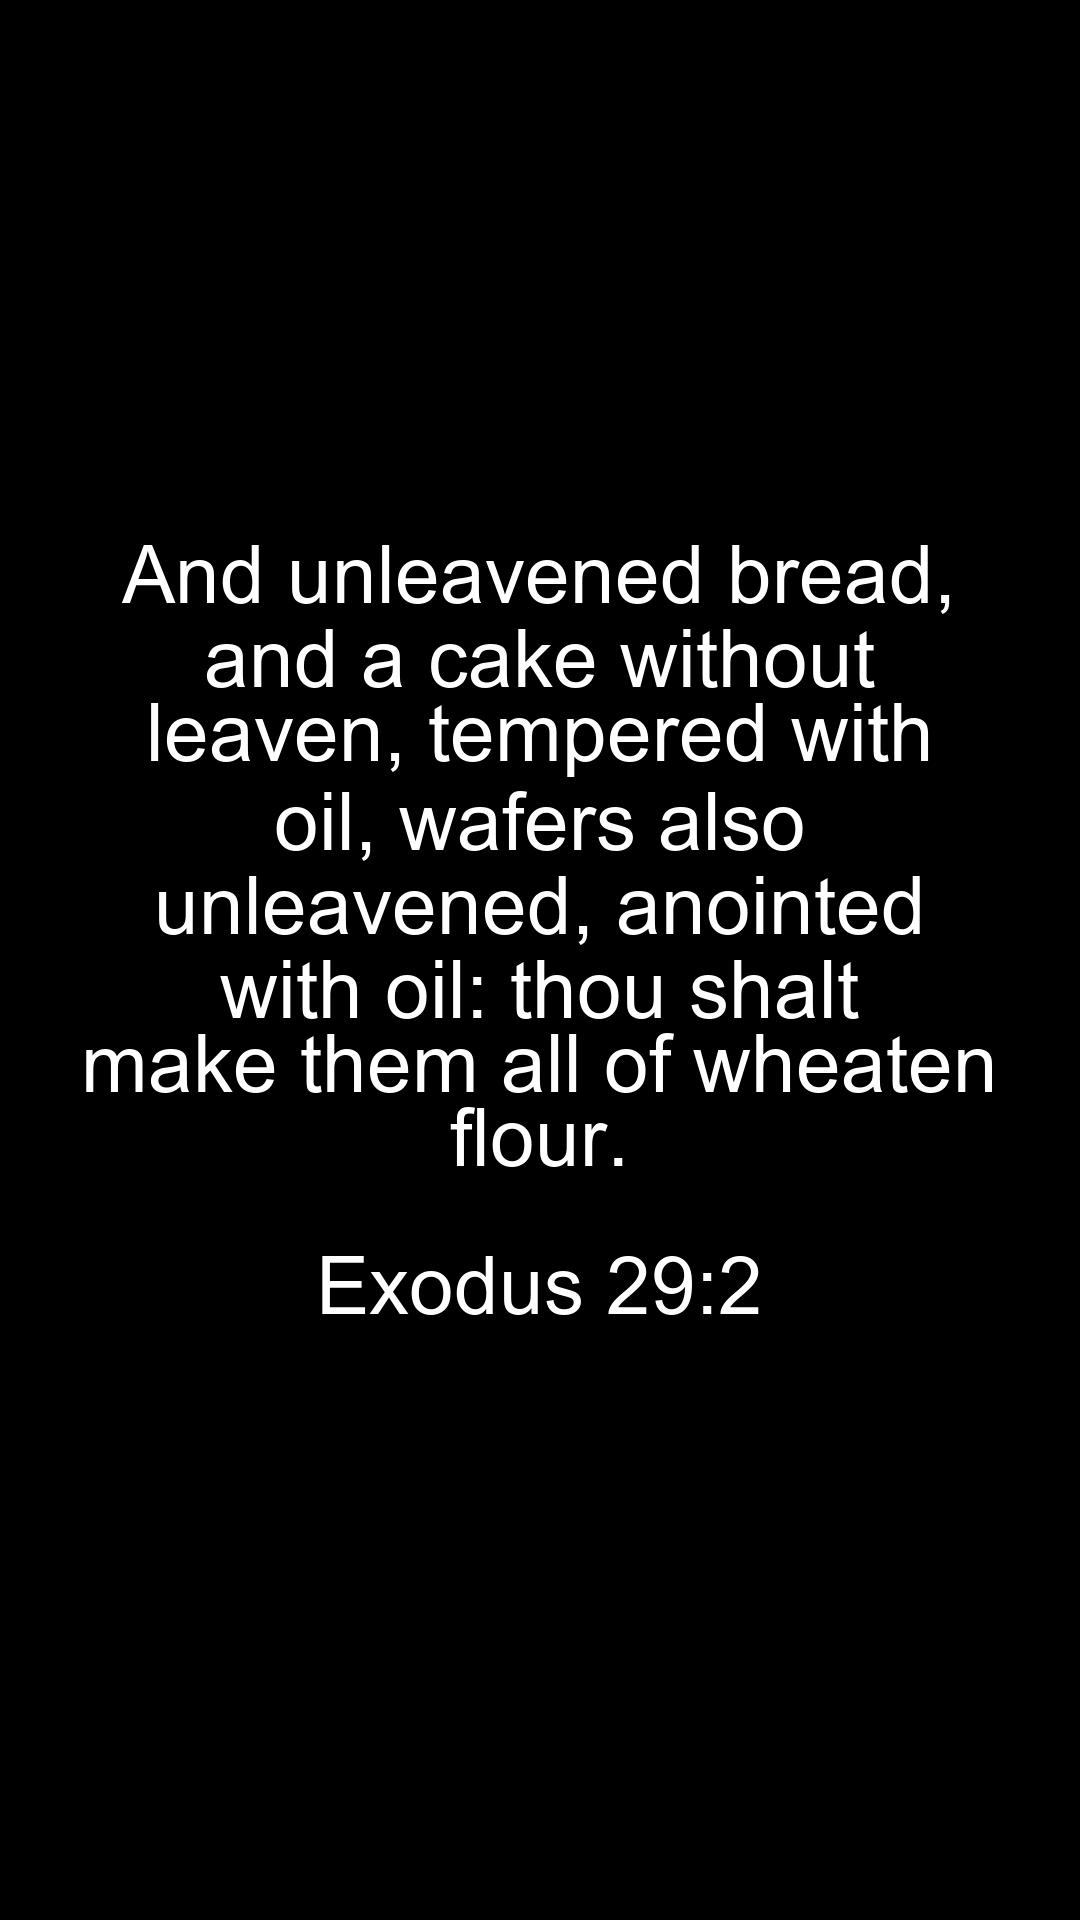 And unleavened bread,
and a cake without
leaven, tempered with
oil, wafers also
unleavened, anointed
with oil: thou shalt
make them all of wheaten
flour.
Exodus 29:2